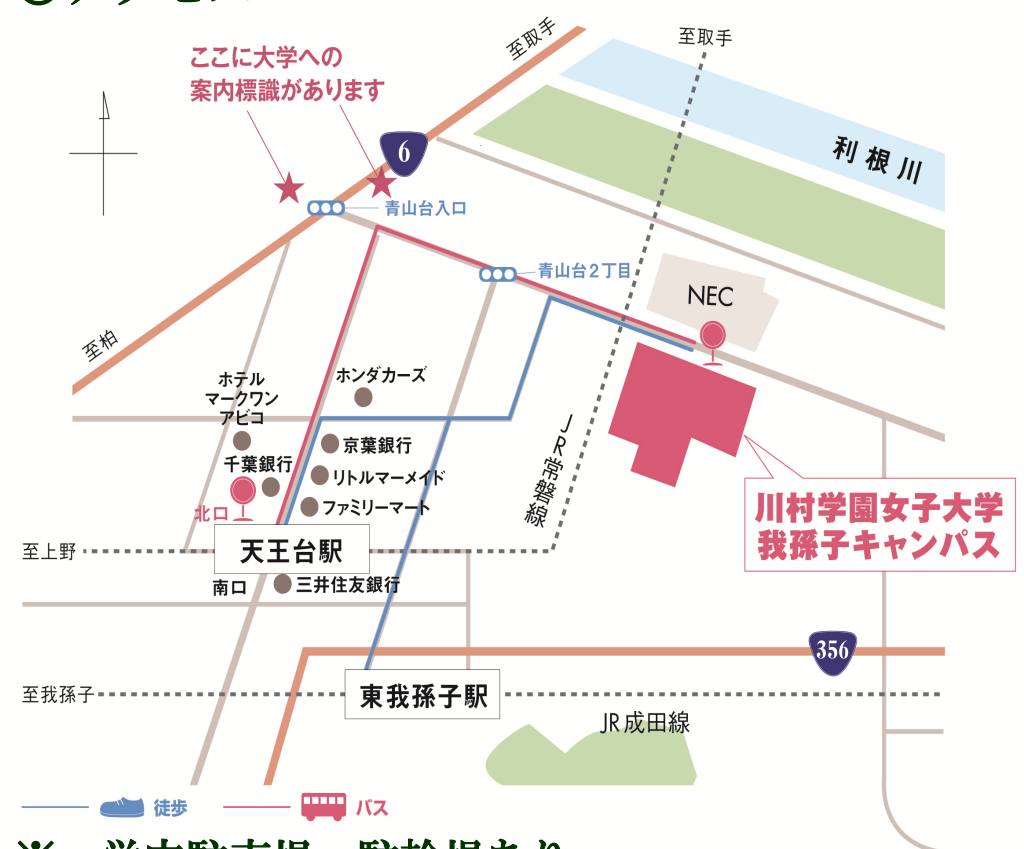 至取手
至取手
ここに大学への
案内標識があります
6
利根川
青山台入口
青山台2丁目
NEC
至柏
ホテル
マークワン
アビコ
ホンダカーズ
京葉銀行
千葉銀行
リトルマーメイド
ファミリーマート
北口
JR常磐線
川村学園女子大学
我孫子キャンパス
至上野
天王台駅
南口
三井住友銀行
356
至我孫子
東我孫子駅
JR成田線
徒歩
バス